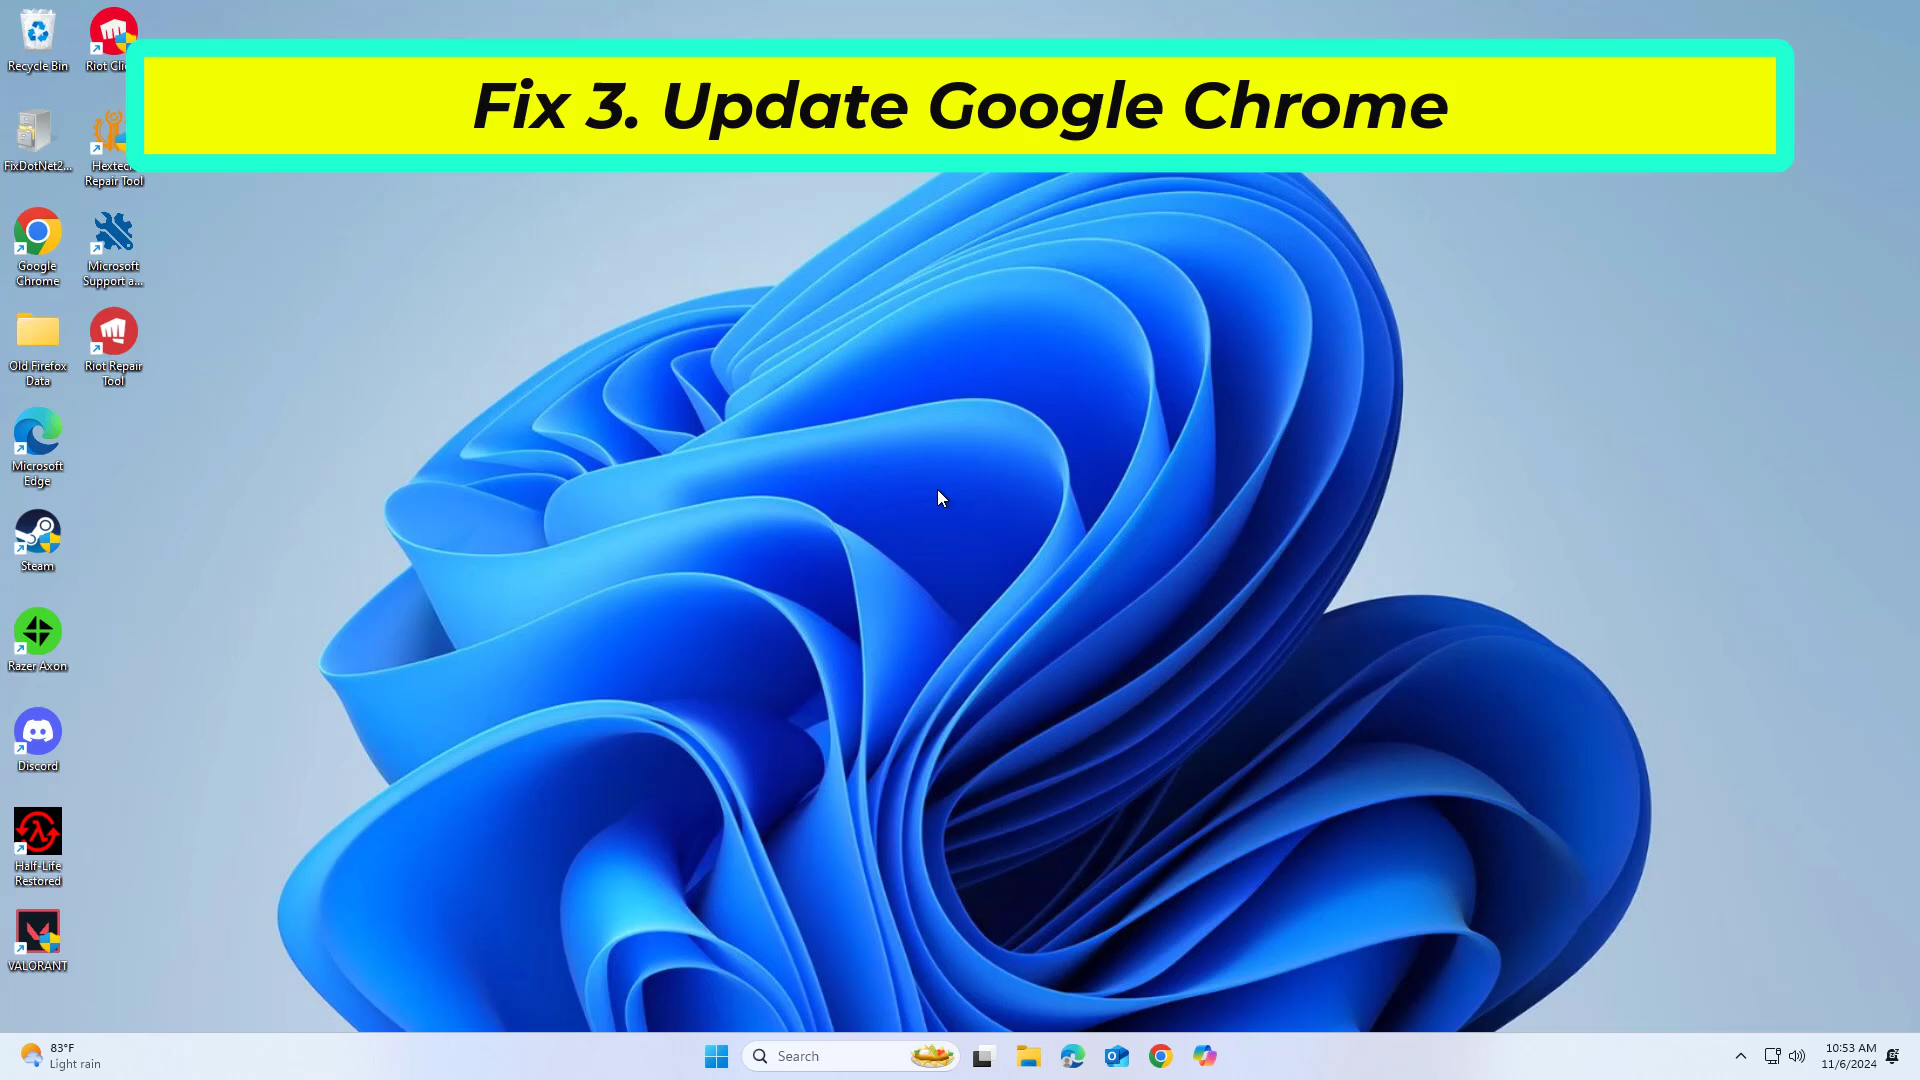 Fix 3. Update Google Chrome
Recycle Bin
Riot Cli
FixDotNet2...
Hextech
Repair Tool
Google
Chrome
Microsoft
Support a...
Old Firefox
Data
Riot Repair
Tool
Microsoft
Edge
Steam
Razer Axon
Discord
Half-Life
Restored
VALORANT
83°F
Light rain
Search
10:53 AM
11/6/2024